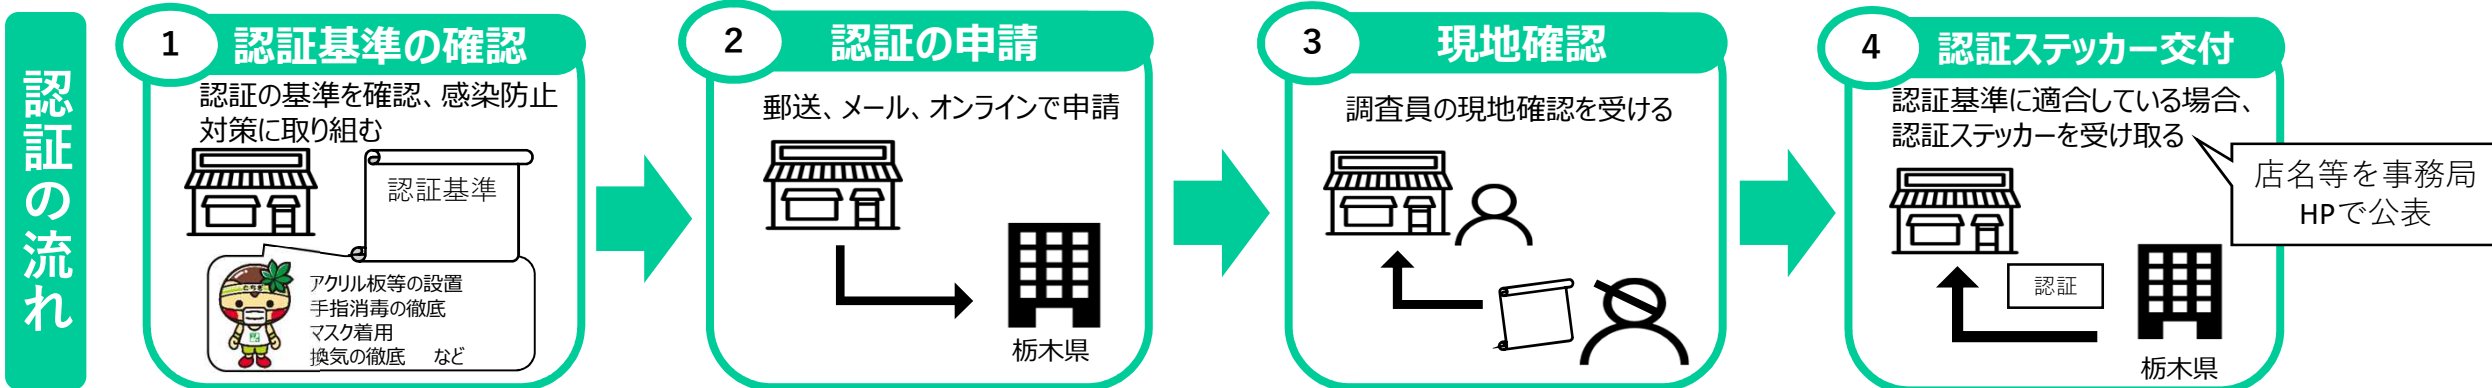 認証の流れ
1
認証基準の確認
認証の基準を確認、感染防止
対策に取り組む
認証基準
とちぎ
アクリル板等の設置
手指消毒の徹底
マスク着用
換気の徹底 など
2
認証の申請
郵送、メール、オンラインで申請
栃木県
3
現地確認
調査員の現地確認を受ける
4
認証ステッカー交付
認証基準に適合している場合、
認証ステッカーを受け取る
店名等を事務局
HPで公表
認証
栃木県